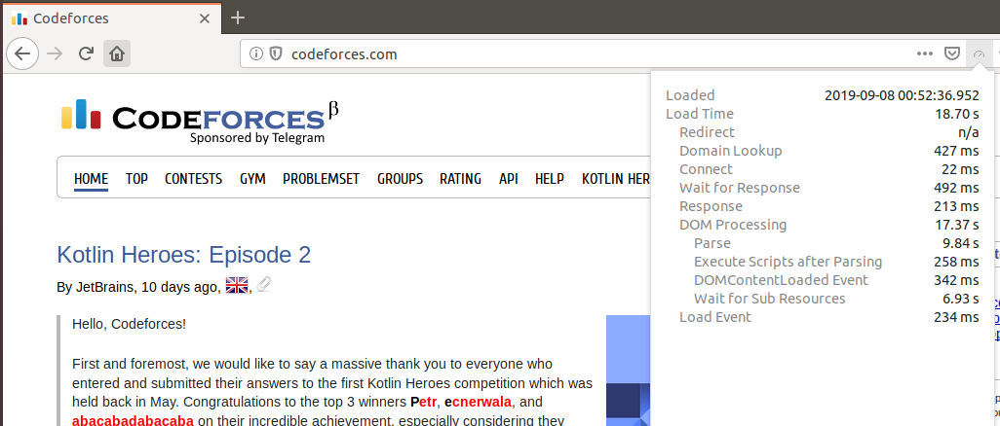 Codeforces
codeforces.com
CODEFORCES β
Sponsored by Telegram
HOME TOP CONTESTS GYM PROBLEMSET GROUPS RATING API HELP KOTLIN HER
Kotlin Heroes: Episode 2
By JetBrains, 10 days ago,
Hello, Codeforces!
First and foremost, we would like to say a massive thank you to everyone who
entered and submitted their answers to the first Kotlin Heroes competition which was
held back in May. Congratulations to the top 3 winners Petr, ecnerwala, and
abacabadabacaba on their incredible achievement, especially considering they
Loaded 2019-09-08 00:52:36.952
Load Time 18.70 s
Redirect n/a
Domain Lookup 427 ms
Connect 22 ms
Wait for Response 492 ms
Response 213 ms
DOM Processing 17.37 s
Parse 9.84 s
Execute Scripts after Parsing 258 ms
DOMContentLoaded Event 342 ms
Wait for Sub Resources 6.93 s
Load Event 234 ms